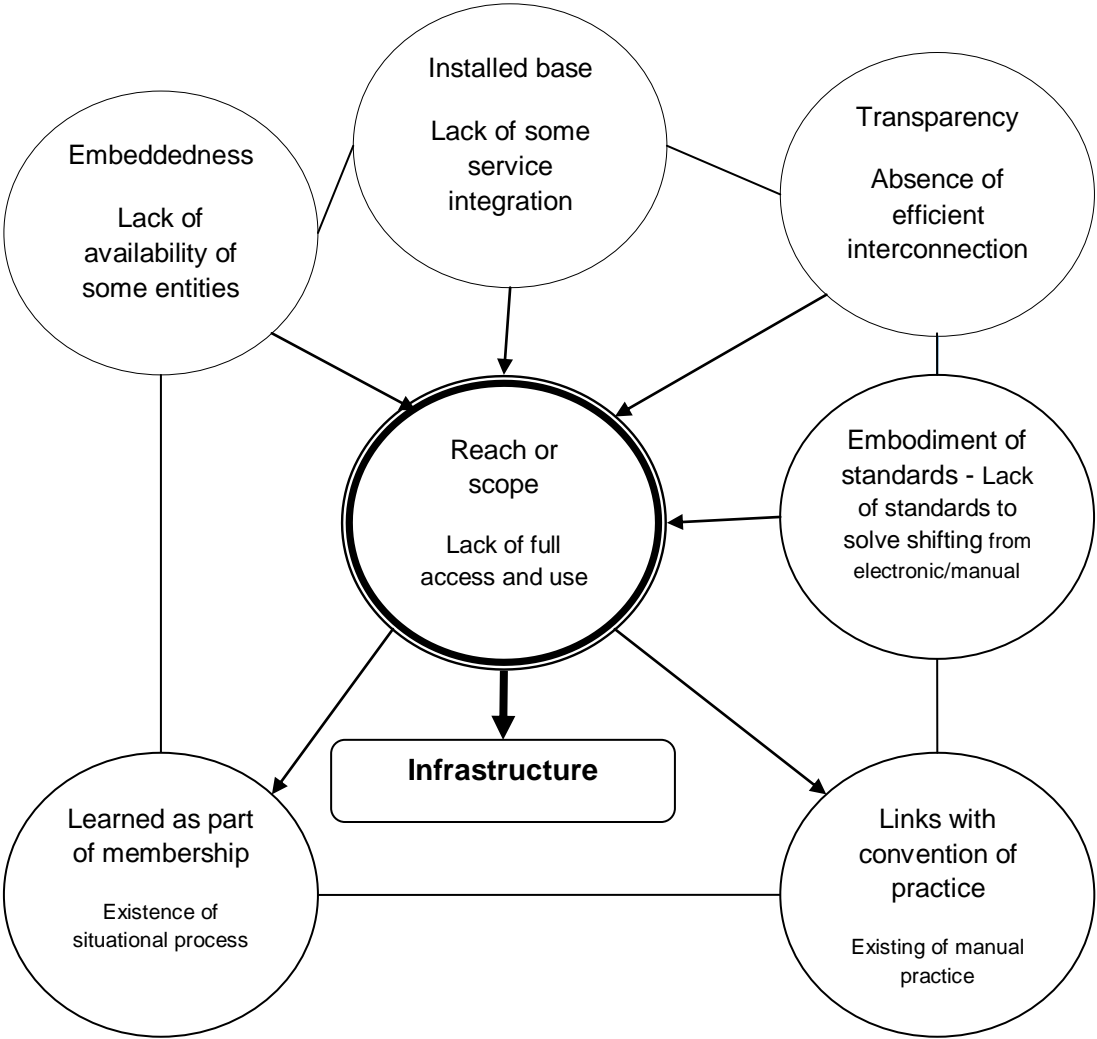 Installed base
Lack of some
service
integration
Transparency
Absence of
efficient
interconnection
Embeddedness
Lack of
availability of
some entities
Reach or
scope
Lack of full
access and use
Embodiment of
standards - Lack
of standards to
solve shifting from
electronic/manual
Infrastructure
Learned as part
of membership
Existence of
situational process
Links with
convention of
practice
Existing of manual
practice